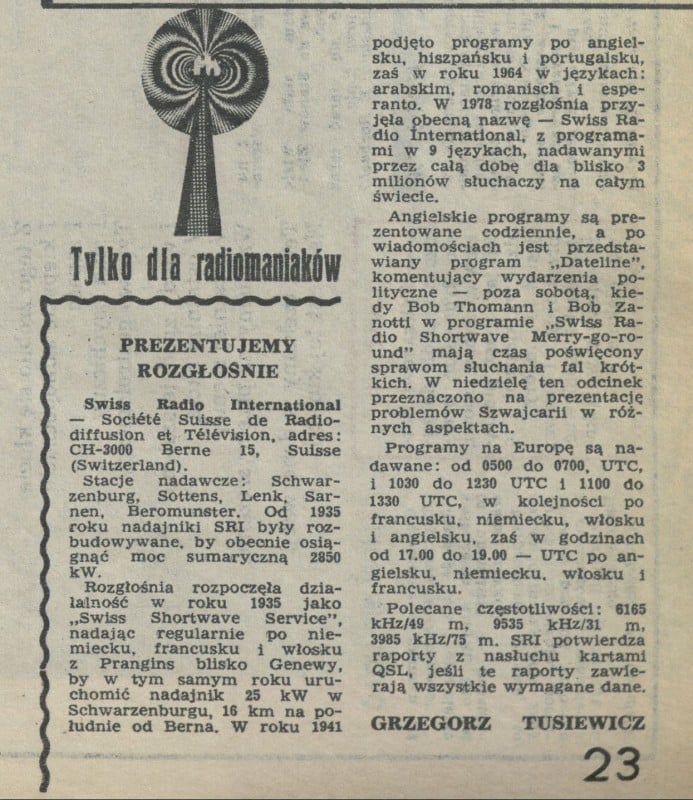 Tylko dla radiomaniaków
PREZENTUJEMY
ROZGŁOŚNIE
Swiss Radio International
— Société Suisse de Radio-
diffusion et Télévision, adres:
CH-3000 Berne 15, Suisse
(Switzerland).
Stacje nadawcze: Schwar-
zenburg, Sottens, Lenk, Sar-
nen, Beromunster. Od 1935
roku nadajniki SRI były roz-
budowywane, by obecnie osią-
gnąć moc sumaryczną 2850
kW.
Rozgłośnia rozpoczęła dzia-
łalność w roku 1935 jako
„Swiss Shortwave Service”,
nadając regularnie po nie-
miecku, francusku i włosku
z Prangins blisko Genewy,
by w tym samym roku uru-
chomić nadajnik 25 kW w
Schwarzenburgu, 16 km na po-
łudnie od Berna. W roku 1941
podjęto programy po angiel-
sku, hiszpańsku i portugalsku,
zaś w roku 1964 w językach:
arabskim, romanisch i espe-
ranto. W 1978 rozgłośnia przy-
jęła obecną nazwę — Swiss Ra-
dio International, z programa-
mi w 9 językach, nadawanymi
przez całą dobę dla blisko 3
milionów słuchaczy na całym
świecie.
Angielskie programy są pre-
zentowane codziennie, a po
wiadomościach jest przedsta-
wiany program „Dateline”,
komentujący wydarzenia po-
lityczne — poza sobotą, kie-
dy Bob Thomann i Bob Za-
notti w programie „Swiss Ra-
dio Shortwave Merry-go-ro-
und” mają czas poświęcony
sprawom słuchania fal krót-
kich. W niedzielę ten odcinek
przeznaczono na prezentację
problemów Szwajcarii w róż-
nych aspektach.
Programy na Europę są na-
dawane: od 0500 do 0700, UTC,
i 1030 do 1230 UTC i 1100 do
1330 UTC, w kolejności po
francusku, niemiecku, włosku
i angielsku, zaś w godzinach
od 17.00 do 19.00 — UTC po an-
gielsku, niemiecku, włosku i
francusku.
Polecane częstotliwości: 6165
kHz/49 m, 9535 kHz/31 m,
3985 kHz/75 m. SRI potwierdza
raporty z nasłuchu kartami
QSL, jeśli te raporty zawie-
rają wszystkie wymagane dane.
GRZEGORZ TUSIEWICZ
23